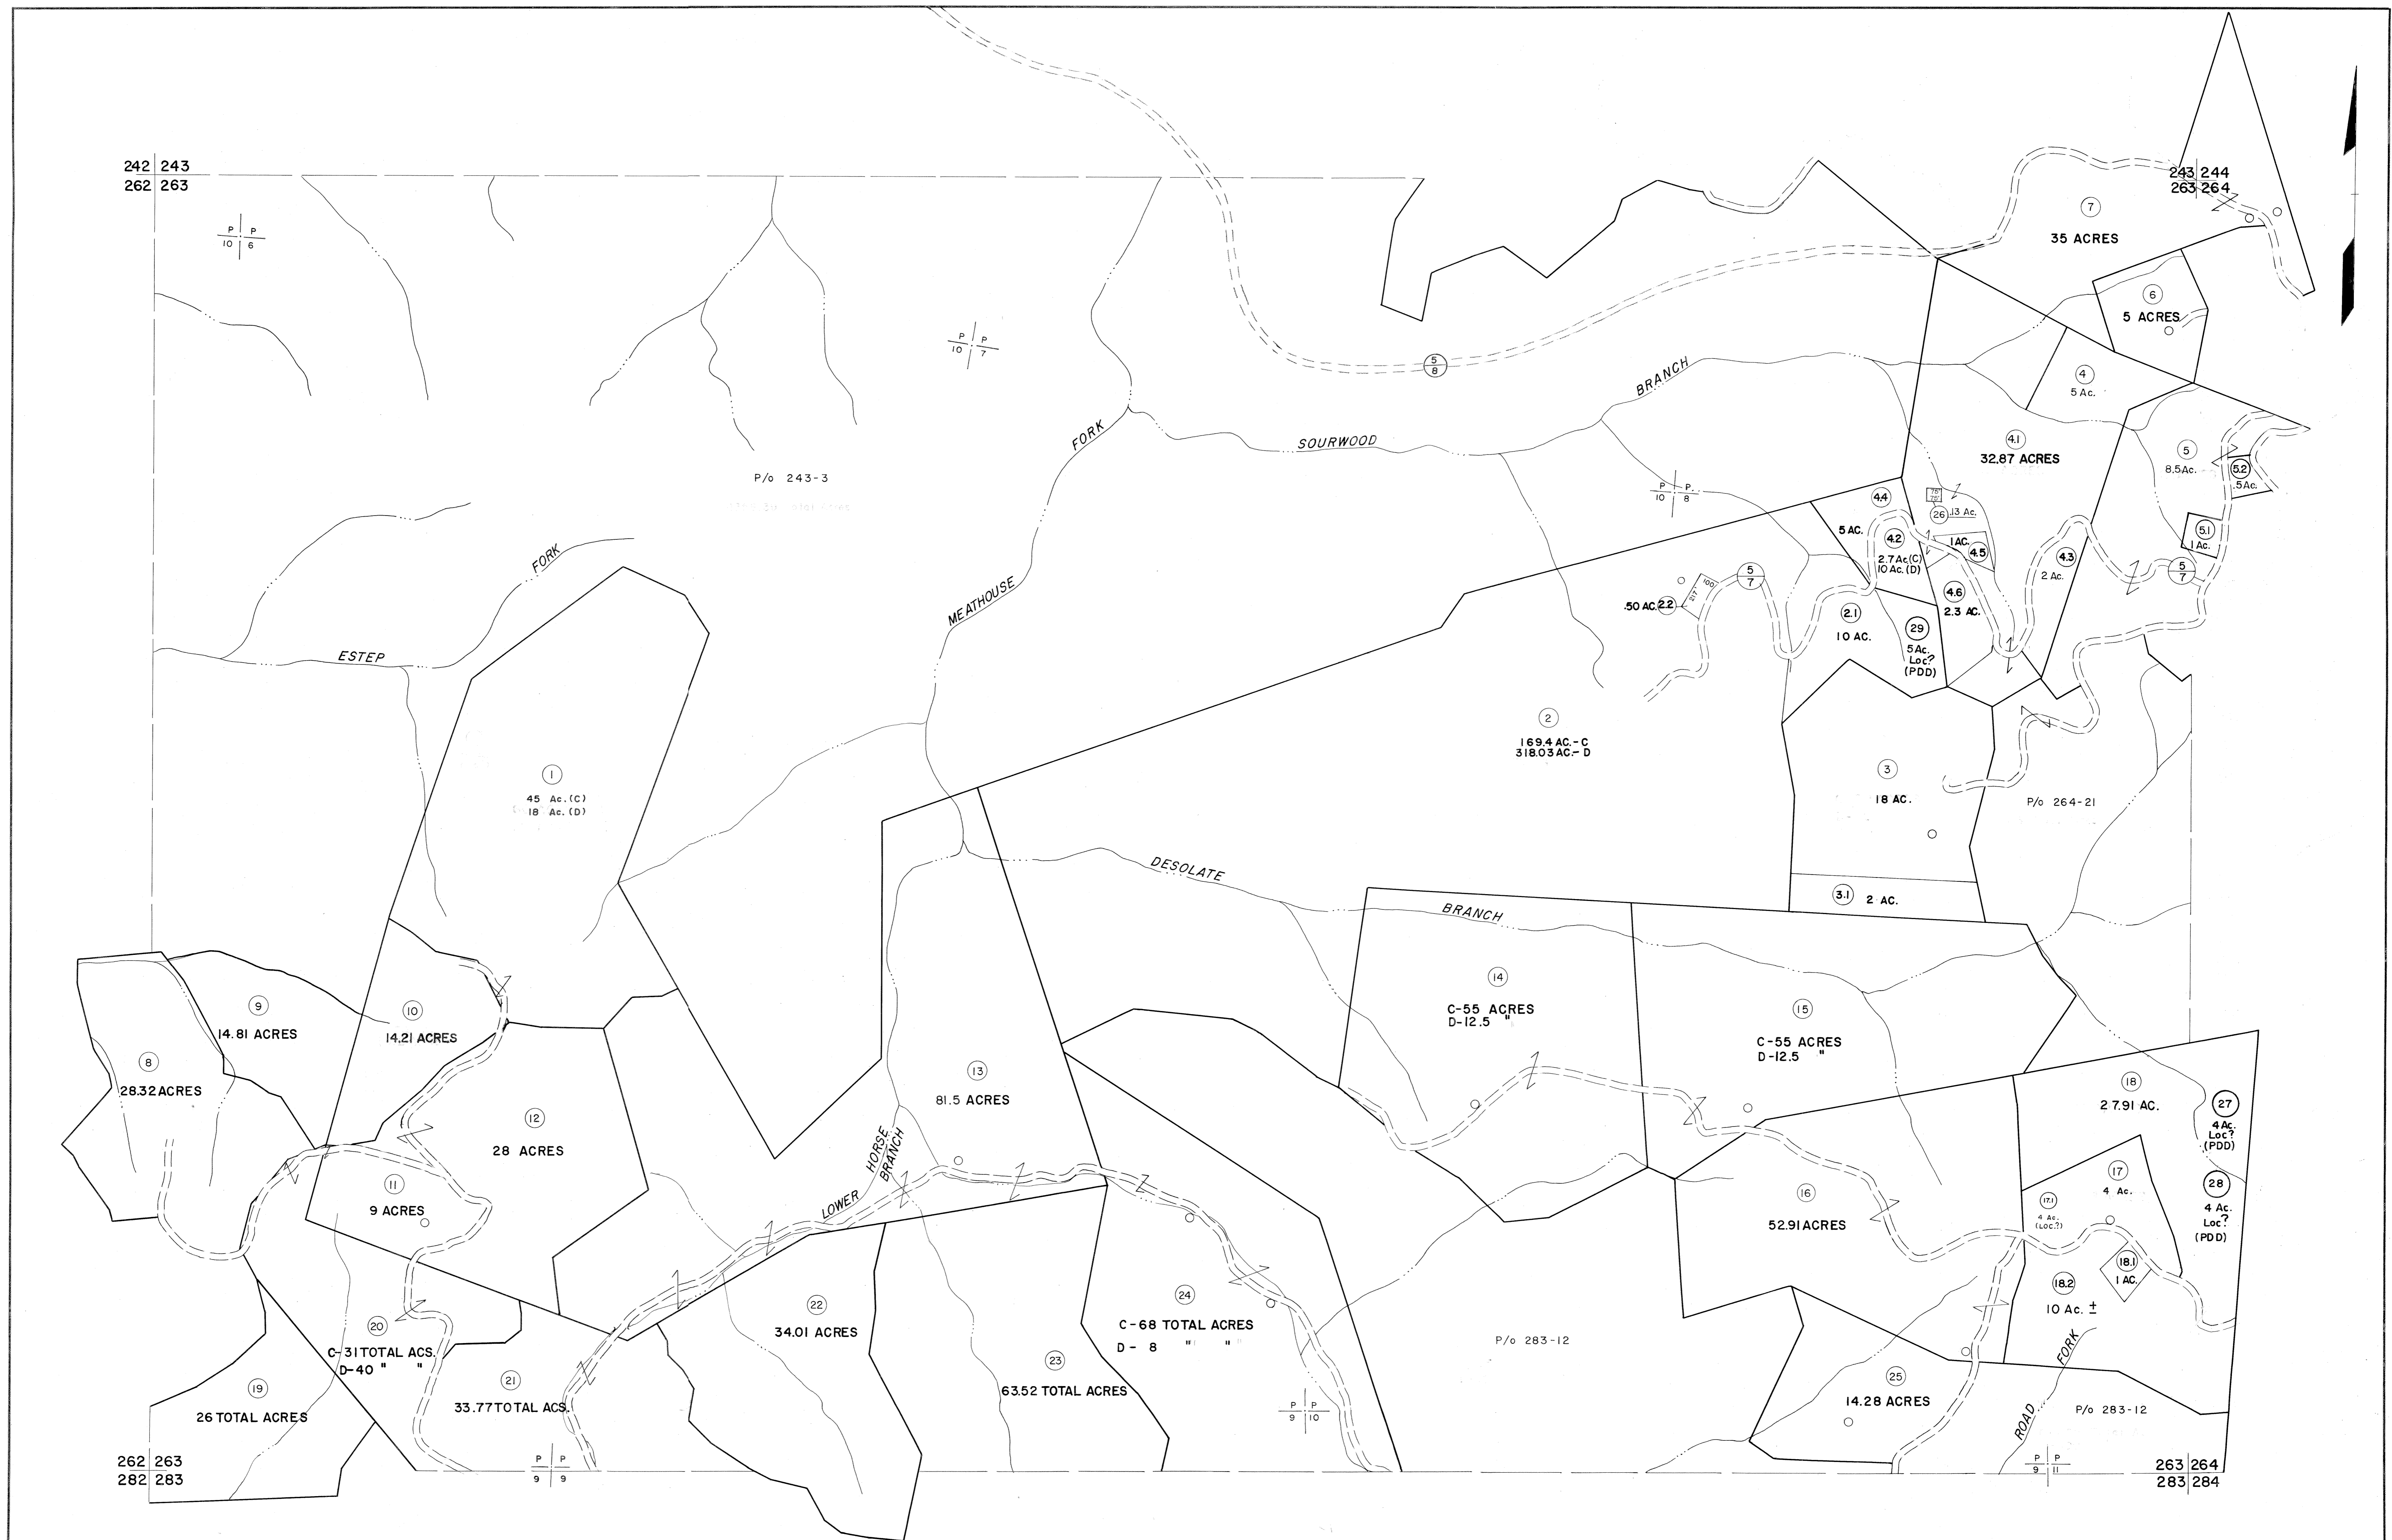 242 243
262 263
243 244
263 264
P P
10 6
7
35 ACRES
6
5 ACRES
P P
10 7
5
8
4
5 Ac.
BRANCH
SOURWOOD
FORK
4.1
32.87 ACRES
5
8.5 Ac.
5.2
.5 Ac.
P/o 243-3
P P
10 8
4.4
5 AC.
75'
75'
26 .13 Ac.
4.2
2.7 Ac.(C)
10 Ac. (D)
1 AC.
4.5
4.3
2 Ac.
5.1
1 Ac.
5
7
5
7
FORK
ESTEP
MEATHOUSE
.50 AC. 2.2
100'
217'
2.1
10 AC.
4.6
2.3 AC.
29
5 Ac.
Loc?
(PDD)
2
169.4 AC.-C
318.03 AC.-D
1
45 Ac. (C)
18 Ac. (D)
3
18 AC.
P/o 264-21
DESOLATE
BRANCH
3.1 2 AC.
9
14.81 ACRES
10
14.21 ACRES
8
28.32 ACRES
14
C-55 ACRES
D-12.5 "
15
C-55 ACRES
D-12.5 "
13
81.5 ACRES
12
28 ACRES
18
27.91 AC.
27
4 Ac.
Loc?
(PDD)
HORSE
BRANCH
LOWER
11
9 ACRES
16
52.91 ACRES
17
4 Ac.
17.1
4 Ac.
(LOC.?)
28
4 Ac.
Loc?
(PDD)
18.1
1 AC.
18.2
10 Ac. ±
24
C-68 TOTAL ACRES
D- 8 " "
22
34.01 ACRES
20
C-31 TOTAL ACS.
D-40 " "
P/o 283-12
FORK
ROAD
23
63.52 TOTAL ACRES
21
33.77 TOTAL ACS.
19
26 TOTAL ACRES
25
14.28 ACRES
P/o 283-12
P P
9 10
262 263
282 283
P P
9 9
P P
9 11
263 264
283 284